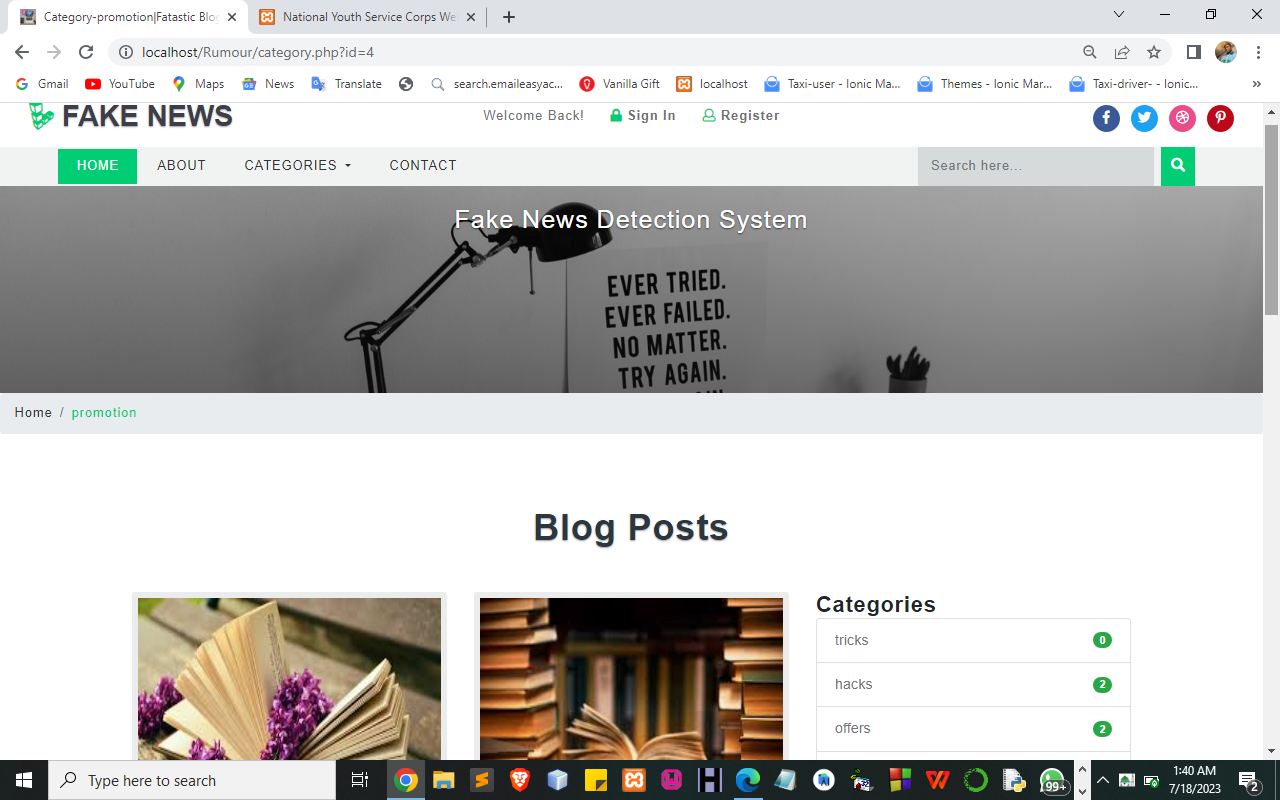 Category-promotion|Fatastic Blog
National Youth Service Corps We
localhost/Rumour/category.php?id=4
Gmail
YouTube
Maps
News
Translate
search.emaileasyac...
Vanilla Gift
localhost
Taxi-user - Ionic Ma...
Themes - Ionic Mar...
Taxi-driver- - Ionic...
FAKE NEWS
Welcome Back!
Sign In
Register
HOME
ABOUT
CATEGORIES
CONTACT
Search here...
Fake News Detection System
EVER TRIED.
EVER FAILED.
NO MATTER.
TRY AGAIN.
Home / promotion
Blog Posts
Categories
tricks 0
hacks 2
offers 2
Type here to search
99+
1:40 AM
7/18/2023
2